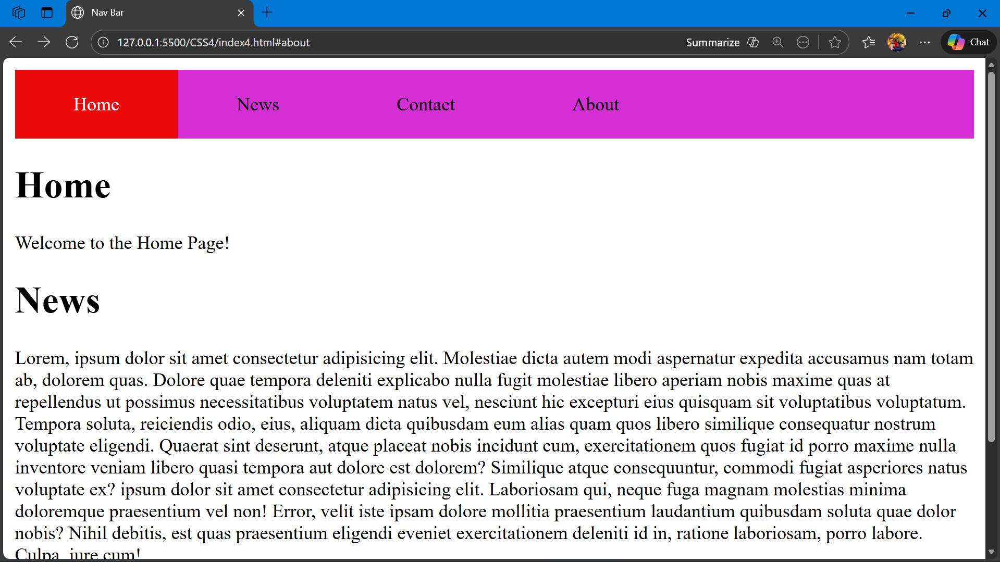 Nav Bar
127.0.0.1:5500/CSS4/index4.html#about
Summarize
Chat
Home
News
Contact
About
Home
Welcome to the Home Page!
News
Lorem, ipsum dolor sit amet consectetur adipisicing elit. Molestiae dicta autem modi aspernatur expedita accusamus nam totam
ab, dolorem quas. Dolore quae tempora deleniti explicabo nulla fugit molestiae libero aperiam nobis maxime quas at
repellendus ut possimus necessitatibus voluptatem natus vel, nesciunt hic excepturi eius quisquam sit voluptatibus voluptatum.
Tempora soluta, reiciendis odio, eius, aliquam dicta quibusdam eum alias quam quos libero similique consequatur nostrum
voluptate eligendi. Quaerat sint deserunt, atque placeat nobis incidunt cum, exercitationem quos fugiat id porro maxime nulla
inventore veniam libero quasi tempora aut dolore est dolorem? Similique atque consequuntur, commodi fugiat asperiores natus
voluptate ex? ipsum dolor sit amet consectetur adipisicing elit. Laboriosam qui, neque fuga magnam molestias minima
doloremque praesentium vel non! Error, velit iste ipsam dolore mollitia praesentium laudantium quibusdam soluta quae dolor
nobis? Nihil debitis, est quas praesentium eligendi eveniet exercitationem deleniti id in, ratione laboriosam, porro labore.
Culpa, iure cum!